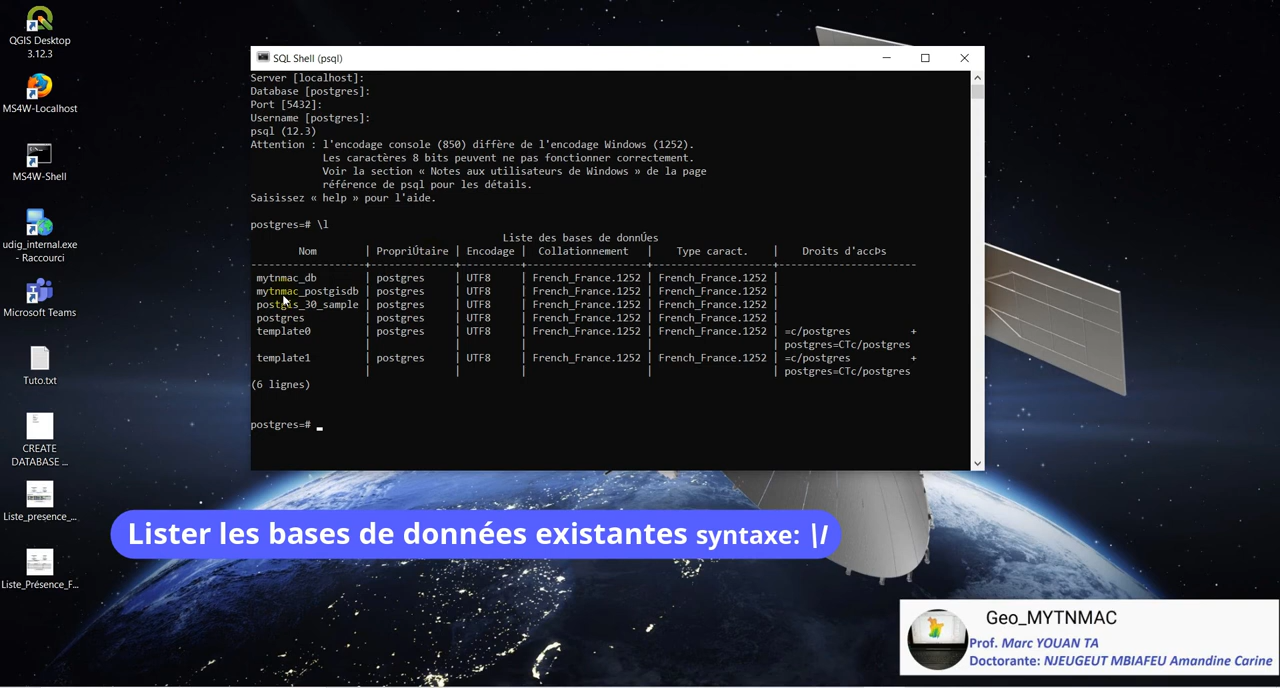 QGIS Desktop
3.12.3
MS4W-Localhost
MS4W-Shell
udig_internal.exe
- Raccourci
Microsoft Teams
Tuto.txt
CREATE
DATABASE ...
Liste_presence_...
Liste_Présence_F...
SQL Shell (psql)
Server [localhost]:
Database [postgres]:
Port [5432]:
Username [postgres]:
psql (12.3)
Attention : l'encodage console (850) diffère de l'encodage Windows (1252).
Les caractères 8 bits peuvent ne pas fonctionner correctement.
Voir la section « Notes aux utilisateurs de Windows » de la page
référence de psql pour les détails.
Saisissez « help » pour l'aide.
postgres=# \l
Liste des bases de donnÚes
Nom | PropriÚtaire | Encodage | Collationnement | Type caract. | Droits d'accÞs
-------------------+--------------+----------+--------------------+--------------------+-----------------------
mytnmac_db | postgres | UTF8 | French_France.1252 | French_France.1252 |
mytnmac_postgisdb | postgres | UTF8 | French_France.1252 | French_France.1252 |
postgis_30_sample | postgres | UTF8 | French_France.1252 | French_France.1252 |
postgres | postgres | UTF8 | French_France.1252 | French_France.1252 |
template0 | postgres | UTF8 | French_France.1252 | French_France.1252 | =c/postgres +
| | | | | postgres=CTc/postgres
template1 | postgres | UTF8 | French_France.1252 | French_France.1252 | =c/postgres +
| | | | | postgres=CTc/postgres
(6 lignes)
postgres=# _
Lister les bases de données existantes syntaxe: \l
Geo_MYTNMAC
Prof. Marc YOUAN TA
Doctorante: NJEUGEUT MBIAFEU Amandine Carine